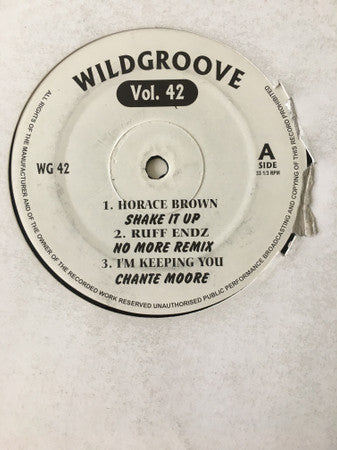 WILDGROOVE
Vol. 42
WG 42
A
SIDE
33 1/3 RPM
1. HORACE BROWN
SHAKE IT UP
2. RUFF ENDZ
NO MORE REMIX
3. I'M KEEPING YOU
CHANTE MOORE
ALL RIGHTS OF THE MANUFACTURER AND OF THE OWNER OF THE RECORDED WORK RESERVED UNAUTHORISED PUBLIC PERFORMANCE BROADCASTING AND COPYING OF THIS RECORD PROHIBITED